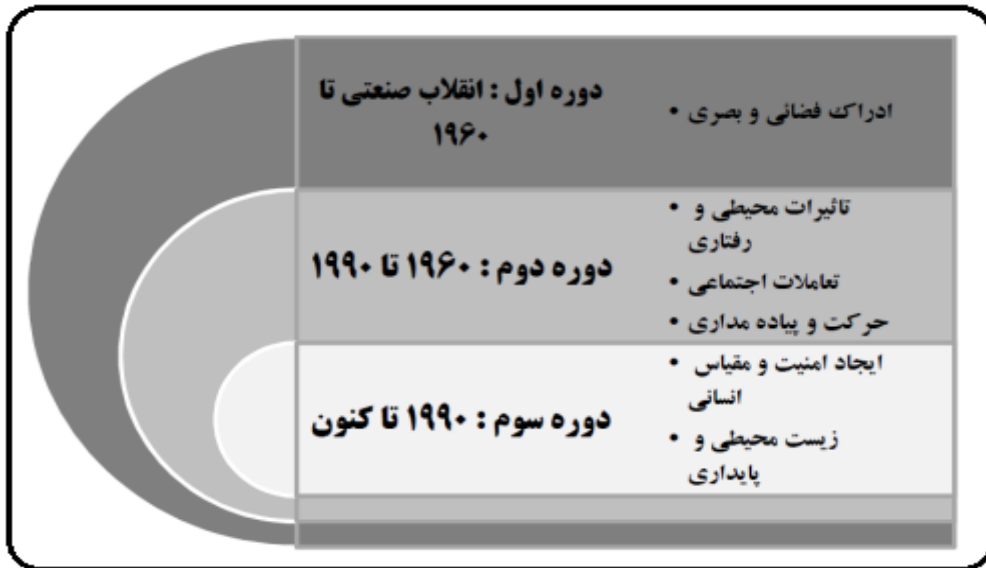 دوره اول : انقلاب صنعتی تا
۱۹۶۰
ادراک فضائی و بصری •
دوره دوم : ۱۹۶۰ تا ۱۹۹۰
تاثیرات محیطی و •
رفتاری
تعاملات اجتماعی •
حرکت و پیاده مداری •
دوره سوم : ۱۹۹۰ تا کنون
ایجاد امنیت و مقیاس •
انسانی
زیست محیطی و •
پایداری